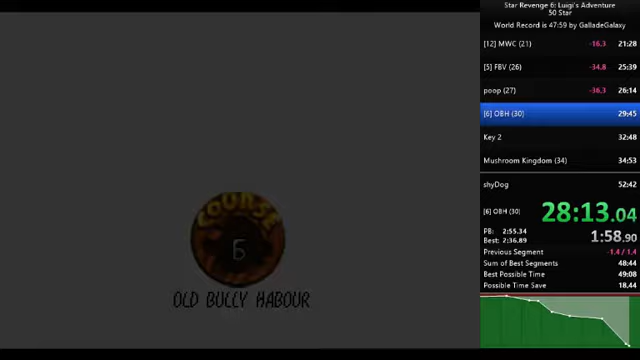 Star Revenge 6: Luigi's Adventure
50 Star
World Record is 47:59 by GalladeGalaxy
[12] MWC (21) -16.3 21:28
[5] FBV (26) -34.8 25:39
poop (27) -36.3 26:14
[6] OBH (30) 29:45
Key 2 32:48
Mushroom Kingdom (34) 34:53
shyDog 52:42
[6] OBH (30) 28:13.04
PB: 2:55.34
Best: 2:36.89
1:58.90
Previous Segment -1.4 / 1.4
Sum of Best Segments 48:44
Best Possible Time 49:08
Possible Time Save 18.44
COURSE
6
OLD BULLY HABOUR